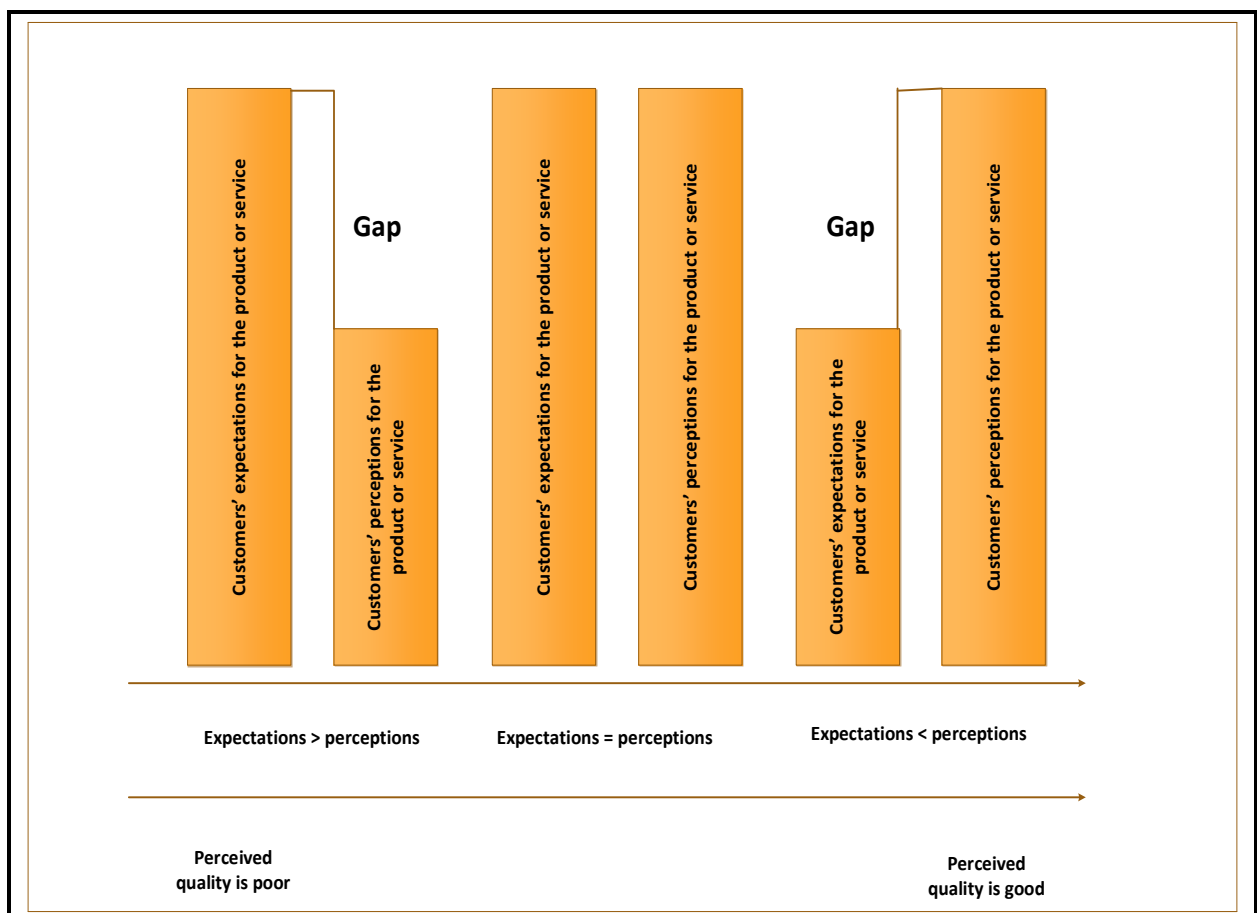 Customers’ expectations for the product or service
Gap
Customers’ perceptions for the
product or service
Customers’ expectations for the product or service
Customers’ perceptions for the product or service
Gap
Customers’ expectations for the
product or service
Customers’ perceptions for the product or service
Expectations > perceptions
Expectations = perceptions
Expectations < perceptions
Perceived
quality is poor
Perceived
quality is good